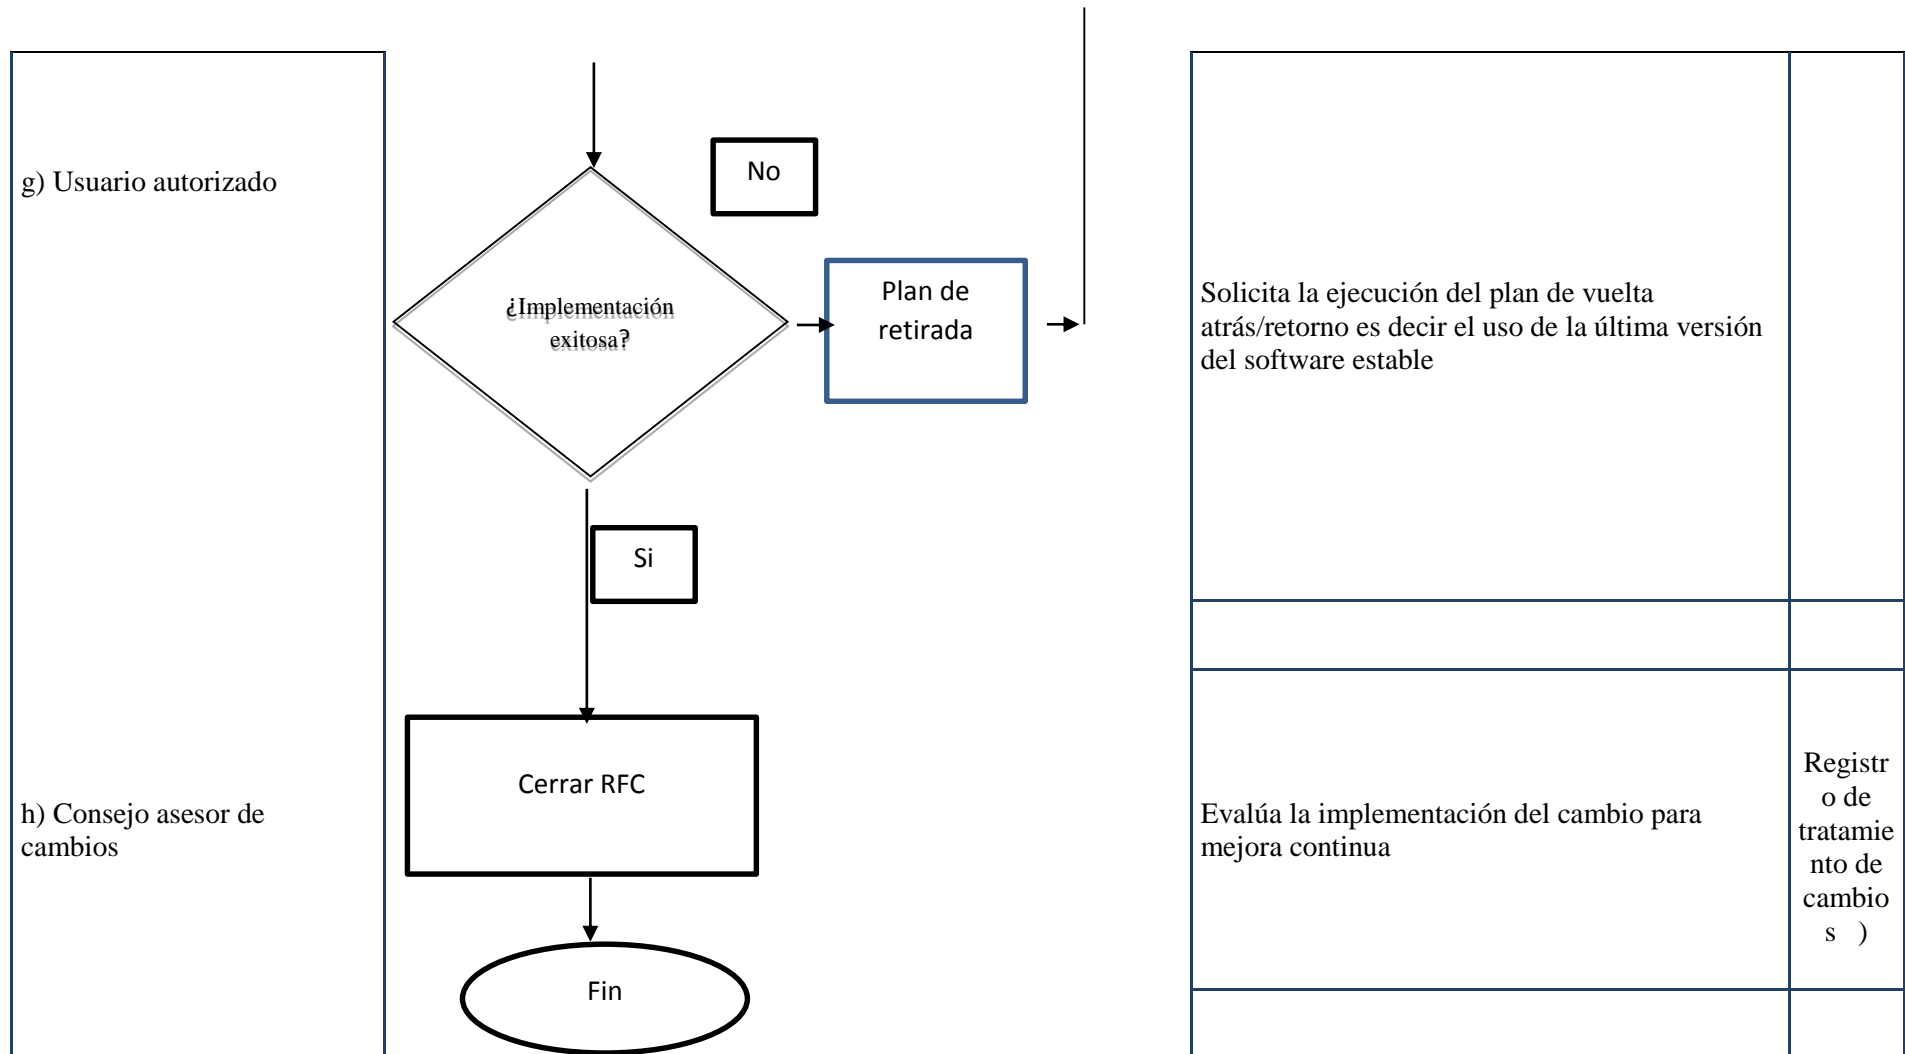 g) Usuario autorizado
No
¿Implementación
exitosa?
Plan de
retirada
Solicita la ejecución del plan de vuelta
atrás/retorno es decir el uso de la última versión
del software estable
Si
h) Consejo asesor de
cambios
Cerrar RFC
Evalúa la implementación del cambio para
mejora continua
Registr
o de
tratamie
nto de
cambio
s )
Fin